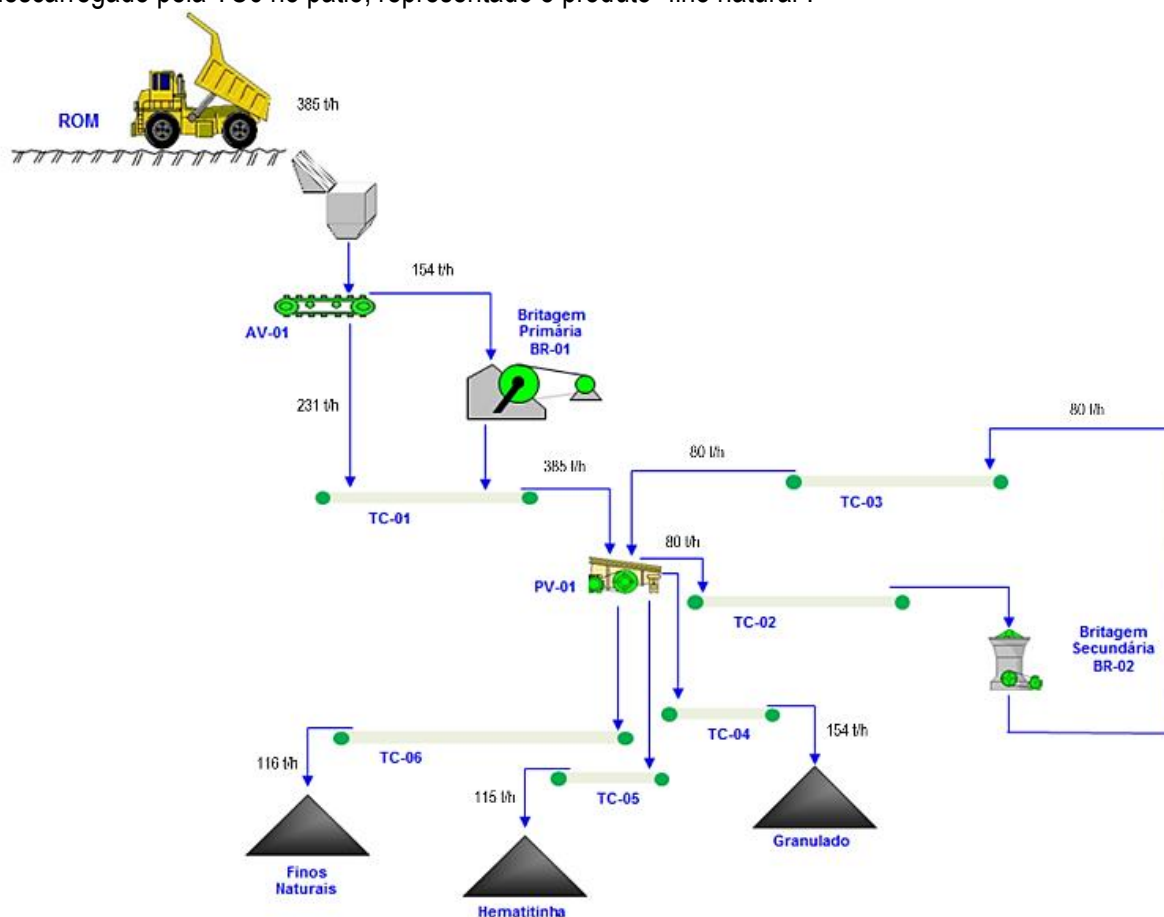 descarregado pela TC6 no pátio, representado o produto "fino natural".
385 t/h
ROM
154 t/h
AV-01
Britagem
Primária
BR-01
231 t/h
80 t/h
385 t/h
80 t/h
TC-03
TC-01
80 t/h
PV-01
TC-02
Britagem
Secundária
BR-02
TC-04
154 t/h
TC-06
116 t/h
TC-05
115 t/h
Granulado
Finos
Naturais
Hematitinha